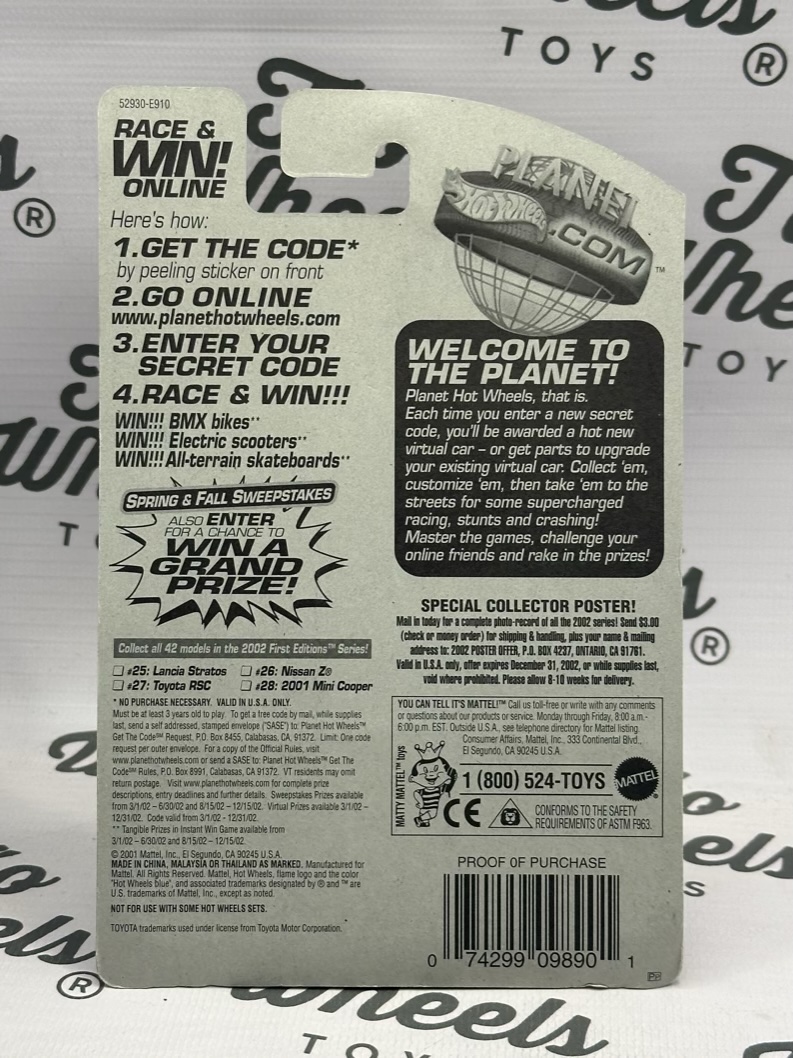 52930-E910
RACE &
WIN!
ONLINE
Here's how:
1.GET THE CODE*
by peeling sticker on front
2.GO ONLINE
www.planethotwheels.com
3.ENTER YOUR
SECRET CODE
4.RACE & WIN!!!
WIN!!! BMX bikes**
WIN!!! Electric scooters**
WIN!!! All-terrain skateboards**
SPRING & FALL SWEEPSTAKES
ALSO ENTER
FOR A CHANCE TO
WIN A
GRAND
PRIZE!
Collect all 42 models in the 2002 First Editions™ Series!
☐ #25: Lancia Stratos ☐ #26: Nissan Z®
☐ #27: Toyota RSC ☐ #28: 2001 Mini Cooper
* NO PURCHASE NECESSARY. VALID IN U.S.A. ONLY.
Must be at least 3 years old to play. To get a free code by mail, while supplies
last, send a self addressed, stamped envelope ("SASE") to: Planet Hot Wheels™
Get The Code℠ Request, P.O. Box 8455, Calabasas, CA, 91372. Limit: One code
request per outer envelope. For a copy of the Official Rules, visit
www.planethotwheels.com or send a SASE to: Planet Hot Wheels™ Get The
Code℠ Rules, P.O. Box 8991, Calabasas, CA 91372. VT residents may omit
return postage. Visit www.planethotwheels.com for complete prize
descriptions, entry deadlines and further details. Sweepstakes Prizes available
from 3/1/02 – 6/30/02 and 8/15/02 – 12/15/02. Virtual Prizes available 3/1/02 –
12/31/02. Code valid from 3/1/02 - 12/31/02.
** Tangible Prizes in Instant Win Game available from
3/1/02 – 6/30/02 and 8/15/02 – 12/15/02.
© 2001 Mattel, Inc., El Segundo, CA 90245 U.S.A.
MADE IN CHINA, MALAYSIA OR THAILAND AS MARKED. Manufactured for
Mattel. All Rights Reserved. Mattel, Hot Wheels, flame logo and the color
"Hot Wheels blue", and associated trademarks designated by ® and ™ are
U.S. trademarks of Mattel, Inc., except as noted.
NOT FOR USE WITH SOME HOT WHEELS SETS.
TOYOTA trademarks used under license from Toyota Motor Corporation.
PLANET
HOT WHEELS
.COM
™
WELCOME TO
THE PLANET!
Planet Hot Wheels, that is.
Each time you enter a new secret
code, you'll be awarded a hot new
virtual car – or get parts to upgrade
your existing virtual car. Collect 'em,
customize 'em, then take 'em to the
streets for some supercharged
racing, stunts and crashing!
Master the games, challenge your
online friends and rake in the prizes!
SPECIAL COLLECTOR POSTER!
Mail in today for a complete photo-record of all the 2002 series! Send $3.00
(check or money order) for shipping & handling, plus your name & mailing
address to: 2002 POSTER OFFER, P.O. BOX 4237, ONTARIO, CA 91761.
Valid in U.S.A. only, offer expires December 31, 2002, or while supplies last,
void where prohibited. Please allow 8-10 weeks for delivery.
YOU CAN TELL IT'S MATTEL!™ Call us toll-free or write with any comments
or questions about our products or service. Monday through Friday, 8:00 a.m.-
6:00 p.m. EST. Outside U.S.A., see telephone directory for Mattel listing.
Consumer Affairs, Mattel, Inc., 333 Continental Blvd.,
El Segundo, CA 90245 U.S.A.
MATTY MATTEL™ toys
1 (800) 524-TOYS
MATTEL
®
CE
CONFORMS TO THE SAFETY
REQUIREMENTS OF ASTM F963.
PROOF OF PURCHASE
0 74299 09890 1
TOYS ®